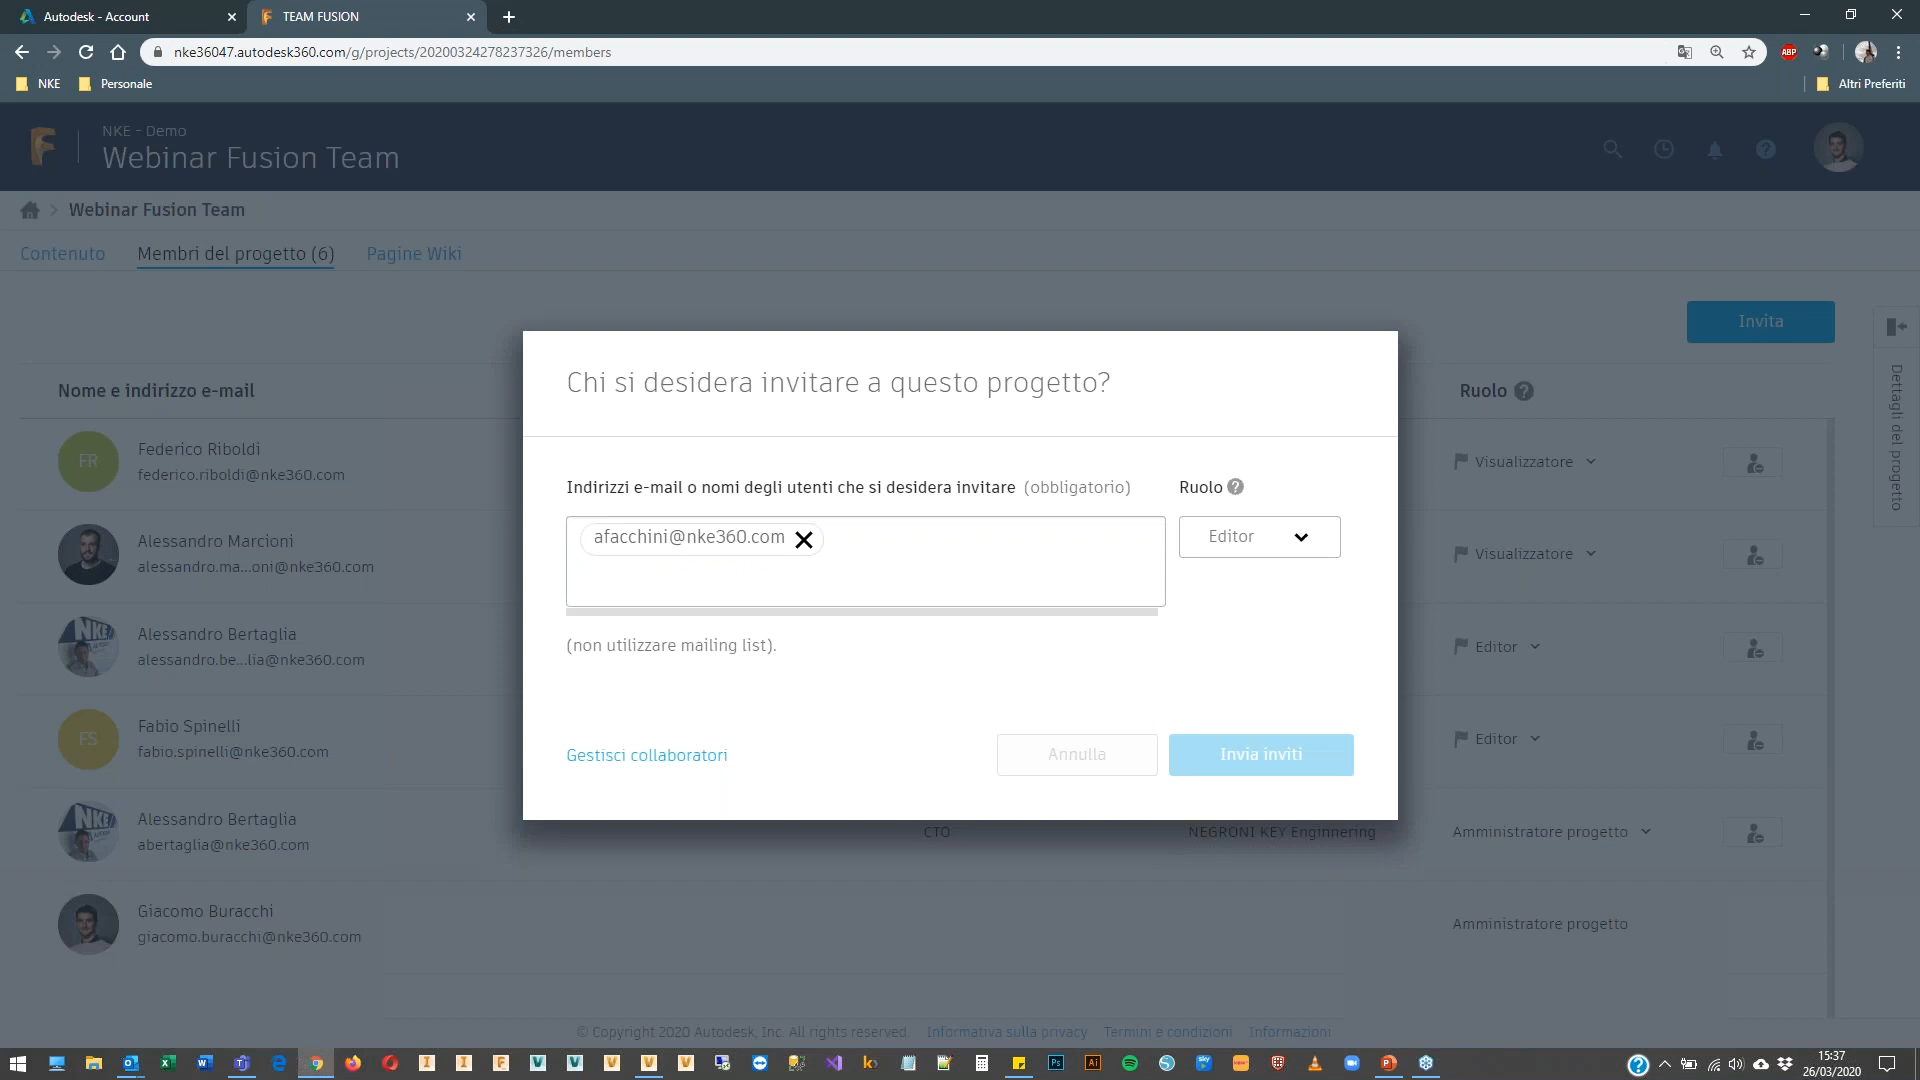 Autodesk - Account
TEAM FUSION
nke36047.autodesk360.com/g/projects/20200324278237326/members
ABP
NKE
Personale
Altri Preferiti
NKE - Demo
Webinar Fusion Team
Webinar Fusion Team
Contenuto
Membri del progetto (6)
Pagine Wiki
Invita
Dettagli del progetto
Nome e indirizzo e-mail
Ruolo
FR
Federico Riboldi
federico.riboldi@nke360.com
Visualizzatore
Alessandro Marcioni
alessandro.ma...oni@nke360.com
Visualizzatore
Alessandro Bertaglia
alessandro.be...lia@nke360.com
Editor
FS
Fabio Spinelli
fabio.spinelli@nke360.com
Editor
Alessandro Bertaglia
abertaglia@nke360.com
CTO
NEGRONI KEY Enginnering
Amministratore progetto
Giacomo Buracchi
giacomo.buracchi@nke360.com
Amministratore progetto
Chi si desidera invitare a questo progetto?
Indirizzi e-mail o nomi degli utenti che si desidera invitare (obbligatorio)
Ruolo
afacchini@nke360.com
Editor
(non utilizzare mailing list).
Gestisci collaboratori
Annulla
Invia inviti
© Copyright 2020 Autodesk, Inc. All rights reserved.
Informativa sulla privacy
Termini e condizioni
Informazioni
15:37
26/03/2020